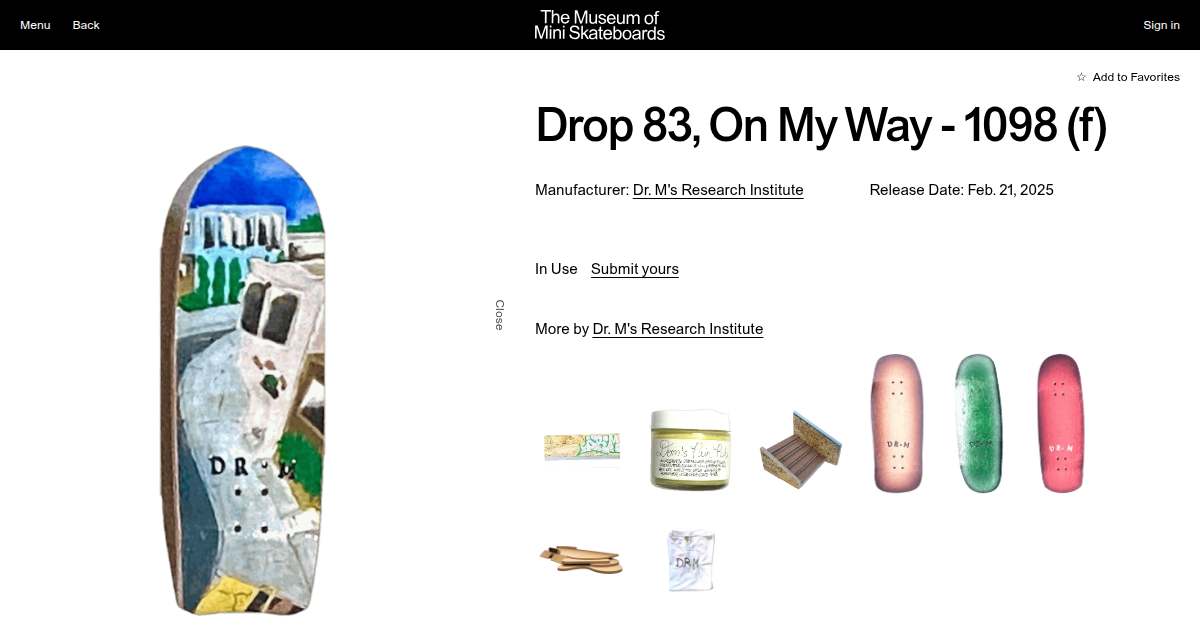 Menu
Back
The Museum of
Mini Skateboards
Sign in
☆ Add to Favorites
Drop 83, On My Way - 1098 (f)
Manufacturer: Dr. M's Research Institute
Release Date: Feb. 21, 2025
In Use
Submit yours
Close
More by Dr. M's Research Institute
DR·M
DR·M
DR·M
DR·M
DRM